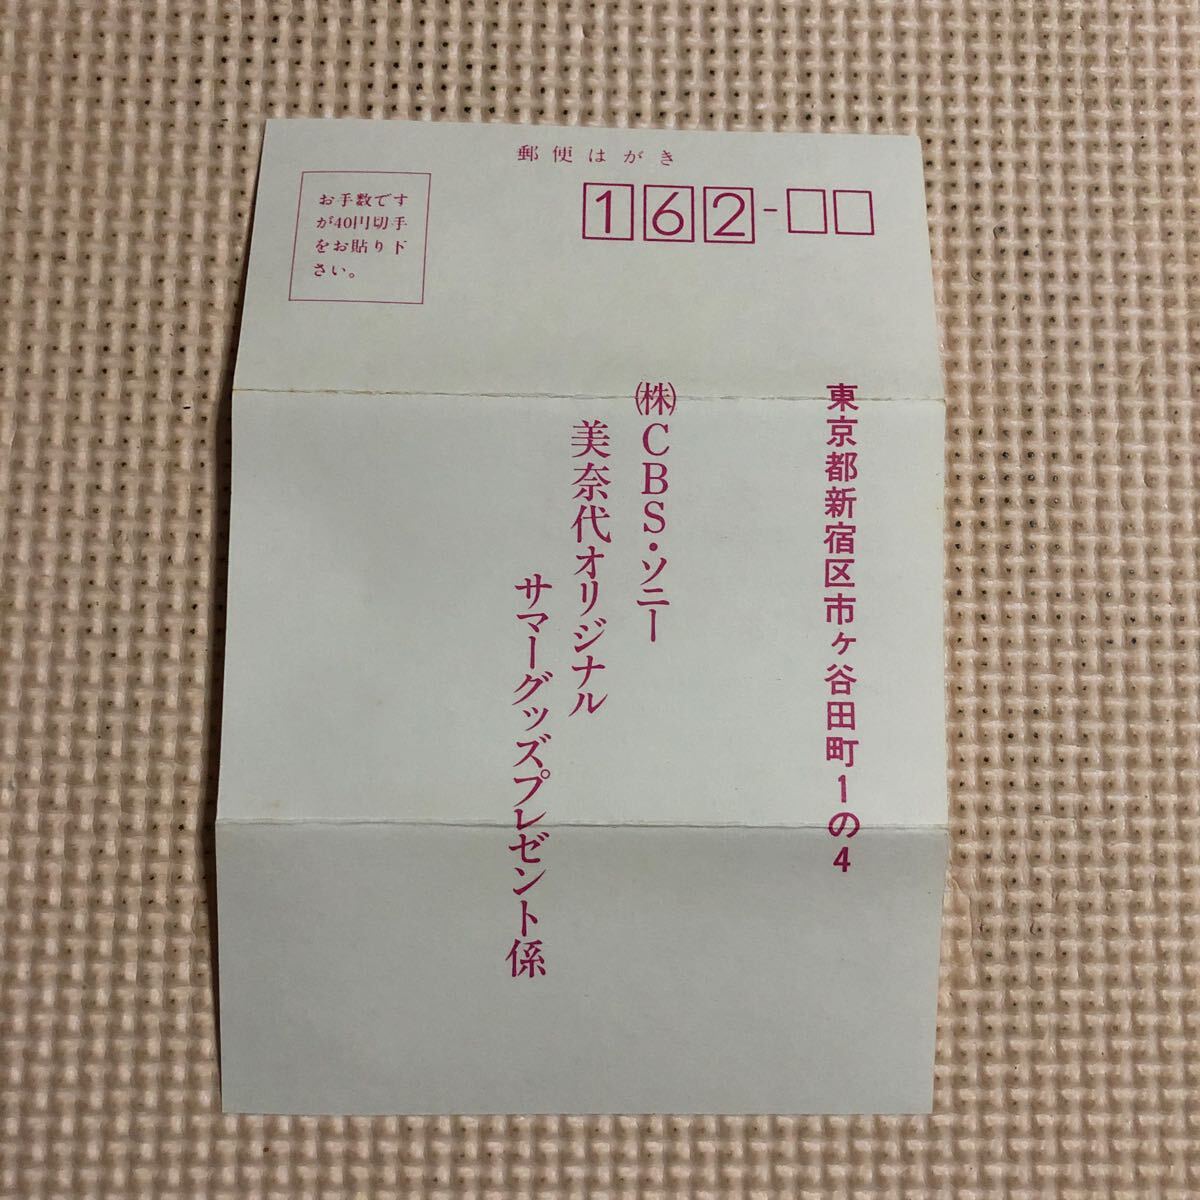 郵便はがき
お手数です
が40円切手
をお貼り下
さい。
162-
東京都新宿区市ヶ谷田町1の4
㈱CBS・ソニー
美奈代オリジナル
サマーグッズプレゼント係